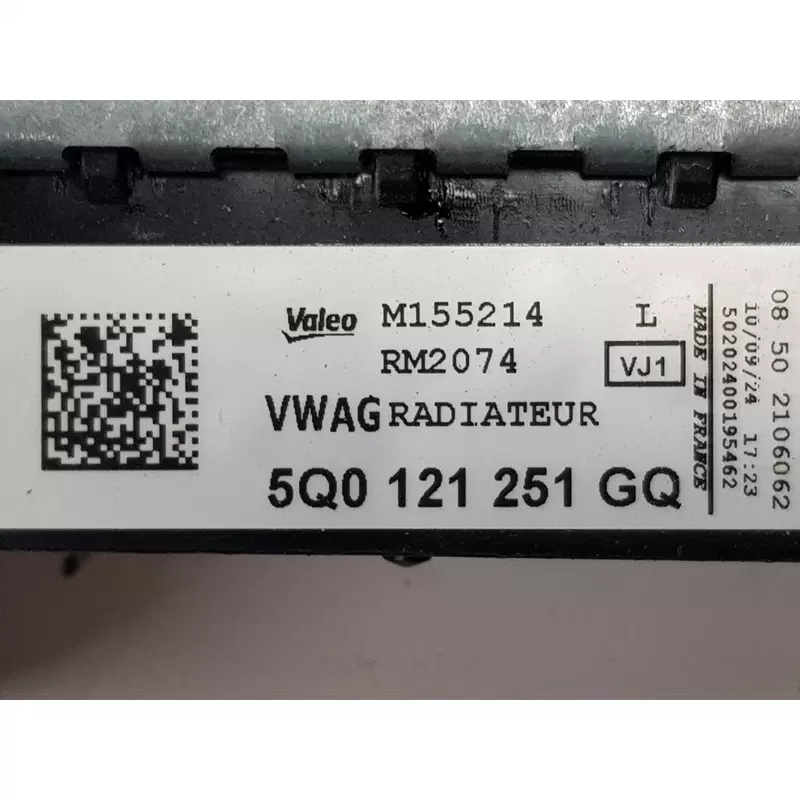 Valeo M155214 L
RM2074 VJ1
VWAG RADIATEUR
5Q0 121 251 GQ
MADE IN FRANCE
50202400195462
10/09/24 17:23
08 50 2106062